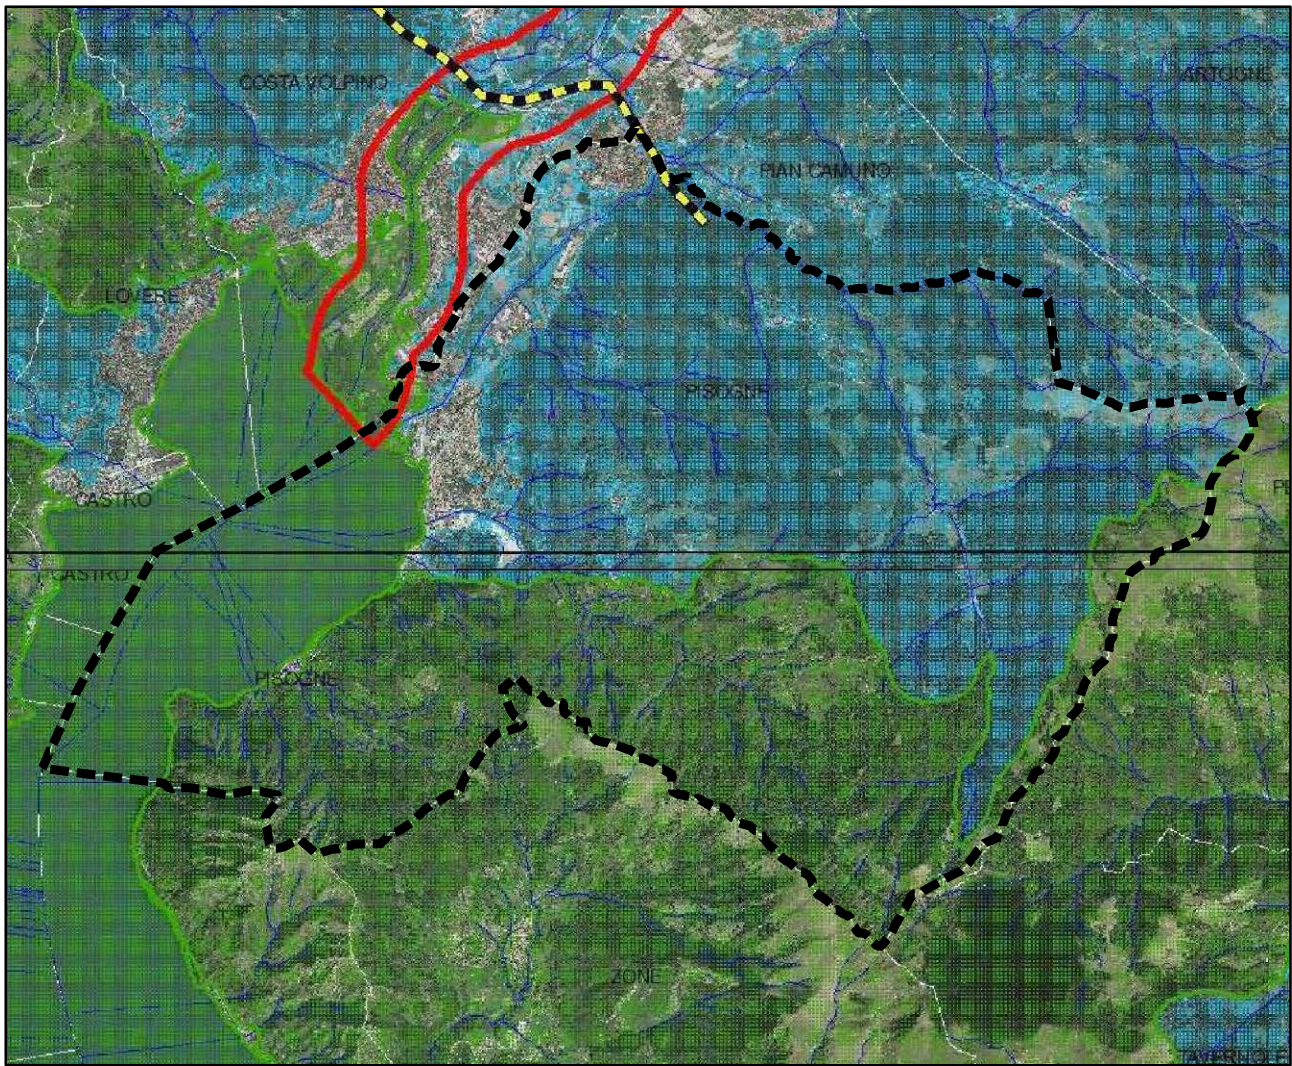 COSTA VOLPINO
ARTOGNE
PIAN CAMUNO
LOVERE
PISOGNE
CASTRO
CASTRO
PISOGNE
ZONE